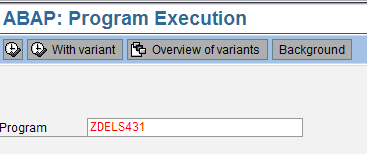 ABAP: Program Execution
With variant Overview of variants Background
Program ZDELS431